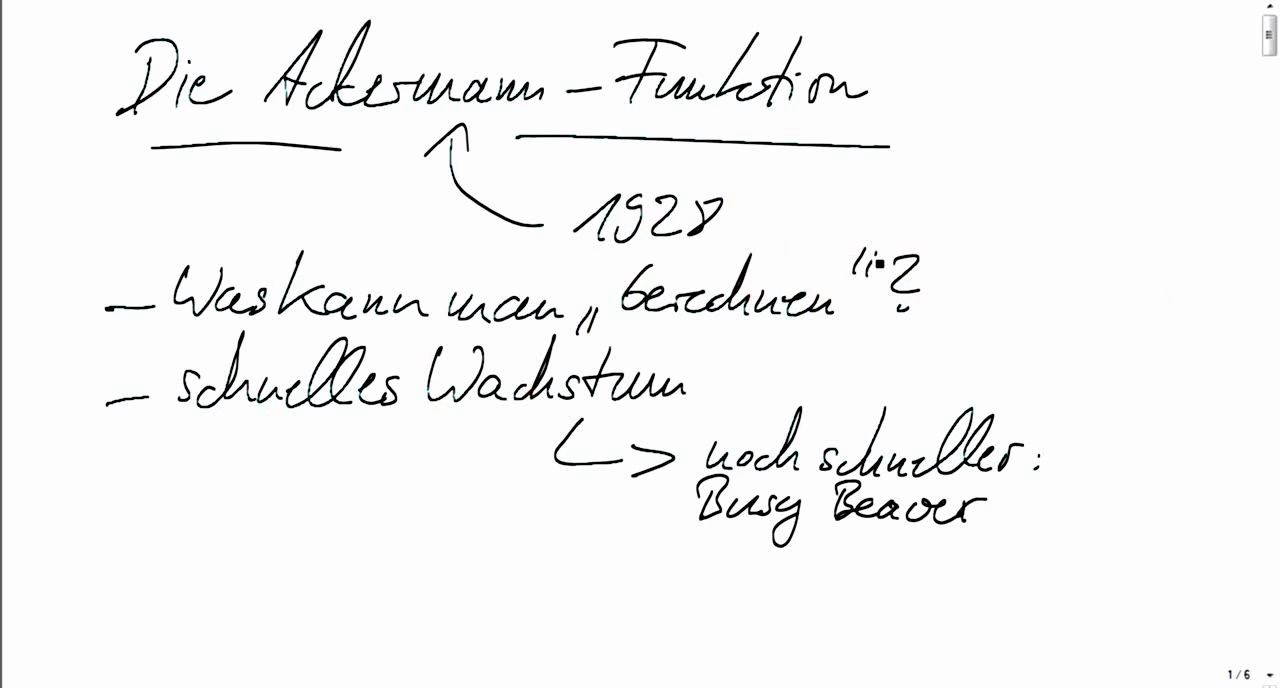 Die Ackermann-Funktion
1928
- Was kann man „berechnen“?
- schnelles Wachstum
noch schneller:
Busy Beaver
1/6